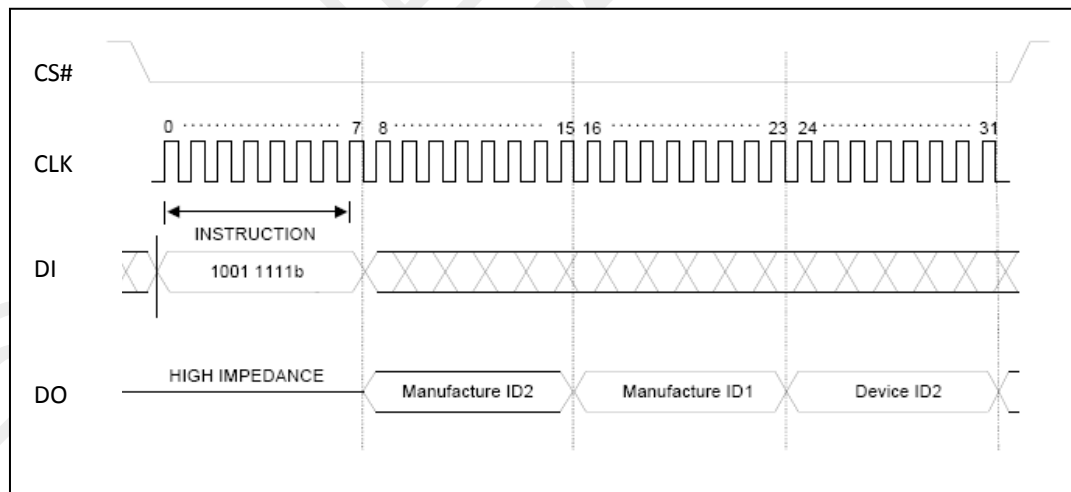 CS#
0 7 8 15 16 23 24 31
CLK
INSTRUCTION
DI 1001 1111b
HIGH IMPEDANCE
DO Manufacture ID2 Manufacture ID1 Device ID2